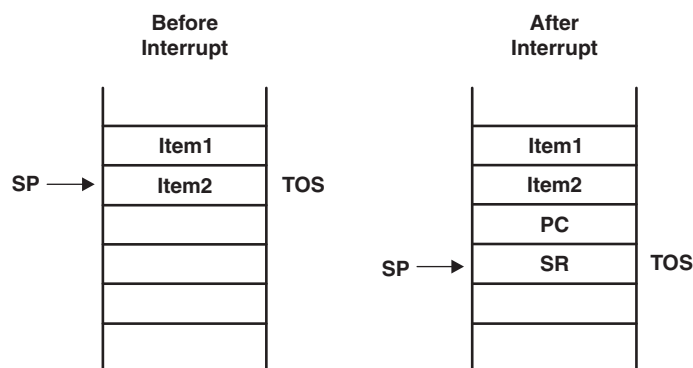 Before
Interrupt
Item1
SP
Item2
TOS
After
Interrupt
Item1
Item2
PC
SP
SR
TOS